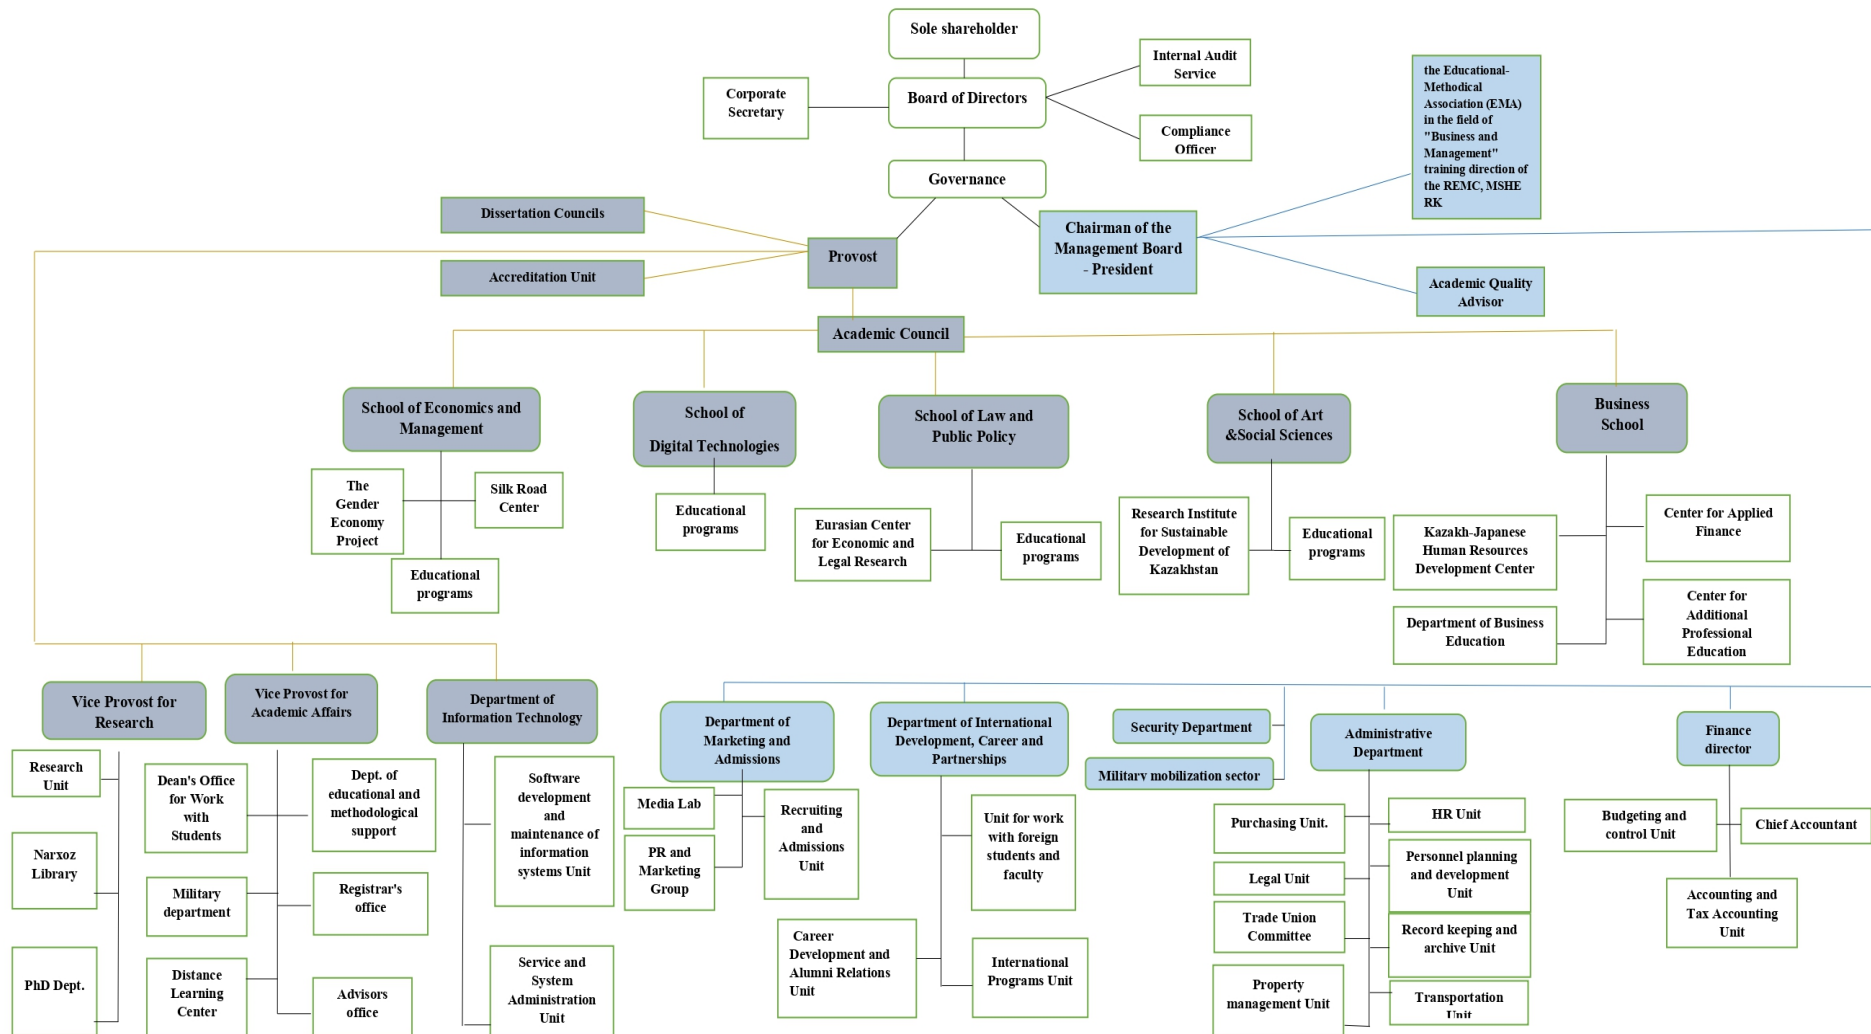 Sole shareholder
Internal Audit
Service
Corporate
Secretary
Board of Directors
Compliance
Officer
the Educational-
Methodical
Association (EMA)
in the field of
"Business and
Management"
training direction of
the REMC, MSHE
RK
Governance
Dissertation Councils
Accreditation Unit
Provost
Chairman of the
Management Board
- President
Academic Quality
Advisor
Academic Council
School of Economics and
Management
School of
Digital Technologies
School of Law and
Public Policy
School of Art
&Social Sciences
Business
School
The
Gender
Economy
Project
Silk Road
Center
Educational
programs
Educational
programs
Eurasian Center
for Economic and
Legal Research
Educational
programs
Research Institute
for Sustainable
Development of
Kazakhstan
Educational
programs
Kazakh-Japanese
Human Resources
Development Center
Center for Applied
Finance
Department of Business
Education
Center for
Additional
Professional
Education
Vice Provost for
Research
Vice Provost for
Academic Affairs
Department of
Information Technology
Department of
Marketing and
Admissions
Department of International
Development, Career and
Partnerships
Security Department
Military mobilization sector
Administrative
Department
Finance
director
Research
Unit
Narxoz
Library
PhD Dept.
Dean's Office
for Work
with
Students
Dept. of
educational and
methodological
support
Military
department
Registrar's
office
Distance
Learning
Center
Advisors
office
Software
development
and
maintenance of
information
systems Unit
Service and
System
Administration
Unit
Media Lab
PR and
Marketing
Group
Recruiting
and
Admissions
Unit
Unit for work
with foreign
students and
faculty
Career
Development and
Alumni Relations
Unit
International
Programs Unit
Purchasing Unit.
HR Unit
Legal Unit
Personnel planning
and development
Unit
Trade Union
Committee
Record keeping and
archive Unit
Property
management Unit
Transportation
Unit
Budgeting and
control Unit
Chief Accountant
Accounting and
Tax Accounting
Unit